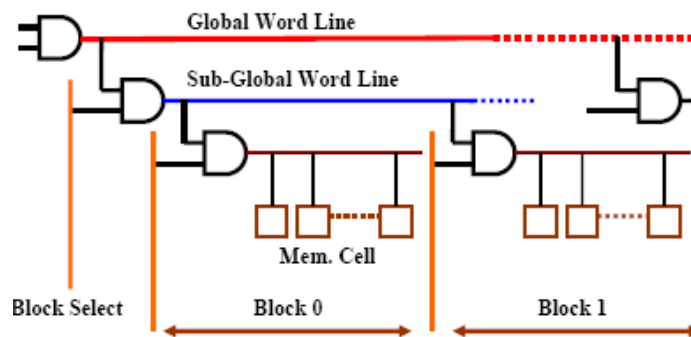 Global Word Line
Sub-Global Word Line
Mem. Cell
Block Select
Block 0
Block 1